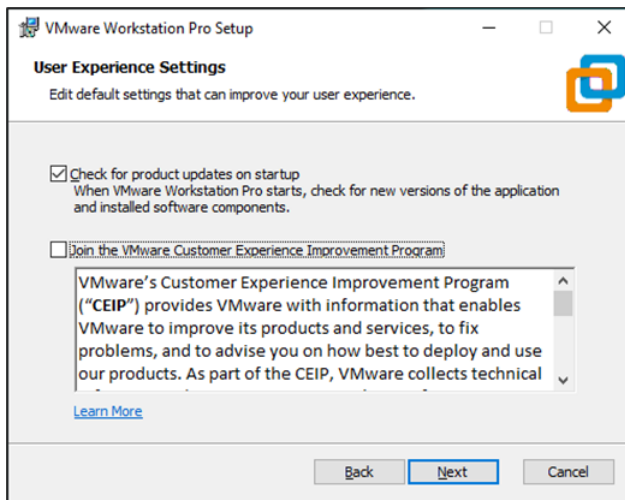 VMware Workstation Pro Setup
User Experience Settings
Edit default settings that can improve your user experience.
Check for product updates on startup
When VMware Workstation Pro starts, check for new versions of the application
and installed software components.
Join the VMware Customer Experience Improvement Program
VMware's Customer Experience Improvement Program
("CEIP") provides VMware with information that enables
VMware to improve its products and services, to fix
problems, and to advise you on how best to deploy and use
our products. As part of the CEIP, VMware collects technical
Learn More
Back
Next
Cancel